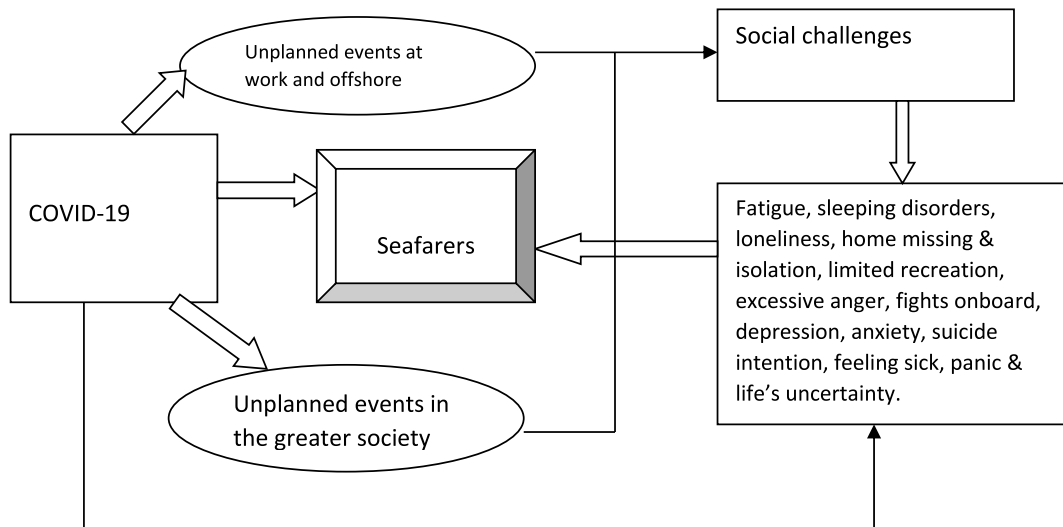 Unplanned events at
work and offshore
Social challenges
COVID-19
Seafarers
Fatigue, sleeping disorders,
loneliness, home missing &
isolation, limited recreation,
excessive anger, fights onboard,
depression, anxiety, suicide
intention, feeling sick, panic &
life’s uncertainty.
Unplanned events in
the greater society